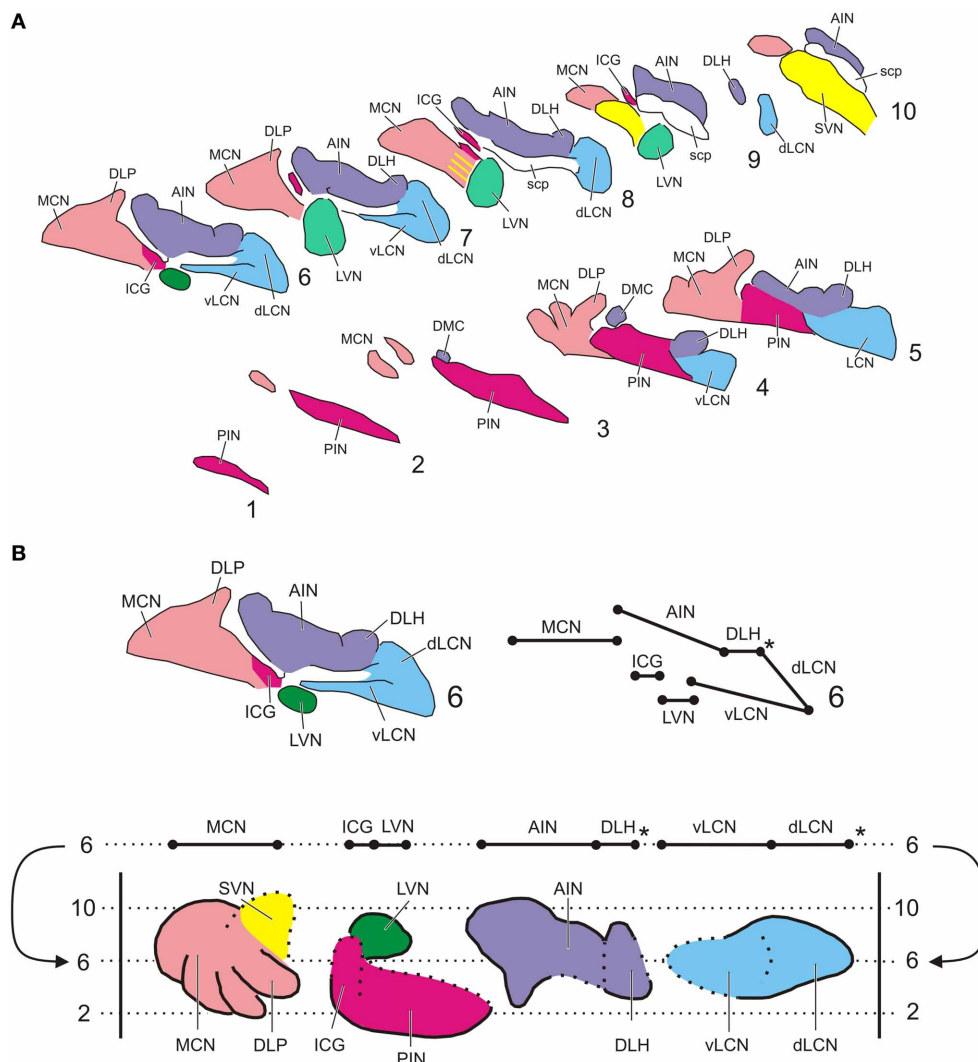 A
AIN
scp
10
SVN
DLH
dLCN
9
MCN
ICG
AIN
scp
LVN
8
MCN
ICG
AIN
DLH
scp
dLCN
LVN
7
MCN
DLP
AIN
DLH
vLCN
dLCN
LVN
6
MCN
DLP
AIN
ICG
vLCN
dLCN
MCN
DLP
AIN
DLH
PIN
LCN
5
MCN
DLP
DMC
DLH
PIN
vLCN
4
MCN
DMC
PIN
3
PIN
2
PIN
1
B
MCN
DLP
AIN
DLH
dLCN
ICG
LVN
vLCN
6
MCN
AIN
DLH
*
dLCN
ICG
LVN
vLCN
6
MCN ICG LVN AIN DLH * vLCN dLCN *
6 6
SVN LVN AIN
10 10
6 6
2 2
MCN DLP ICG PIN DLH vLCN dLCN